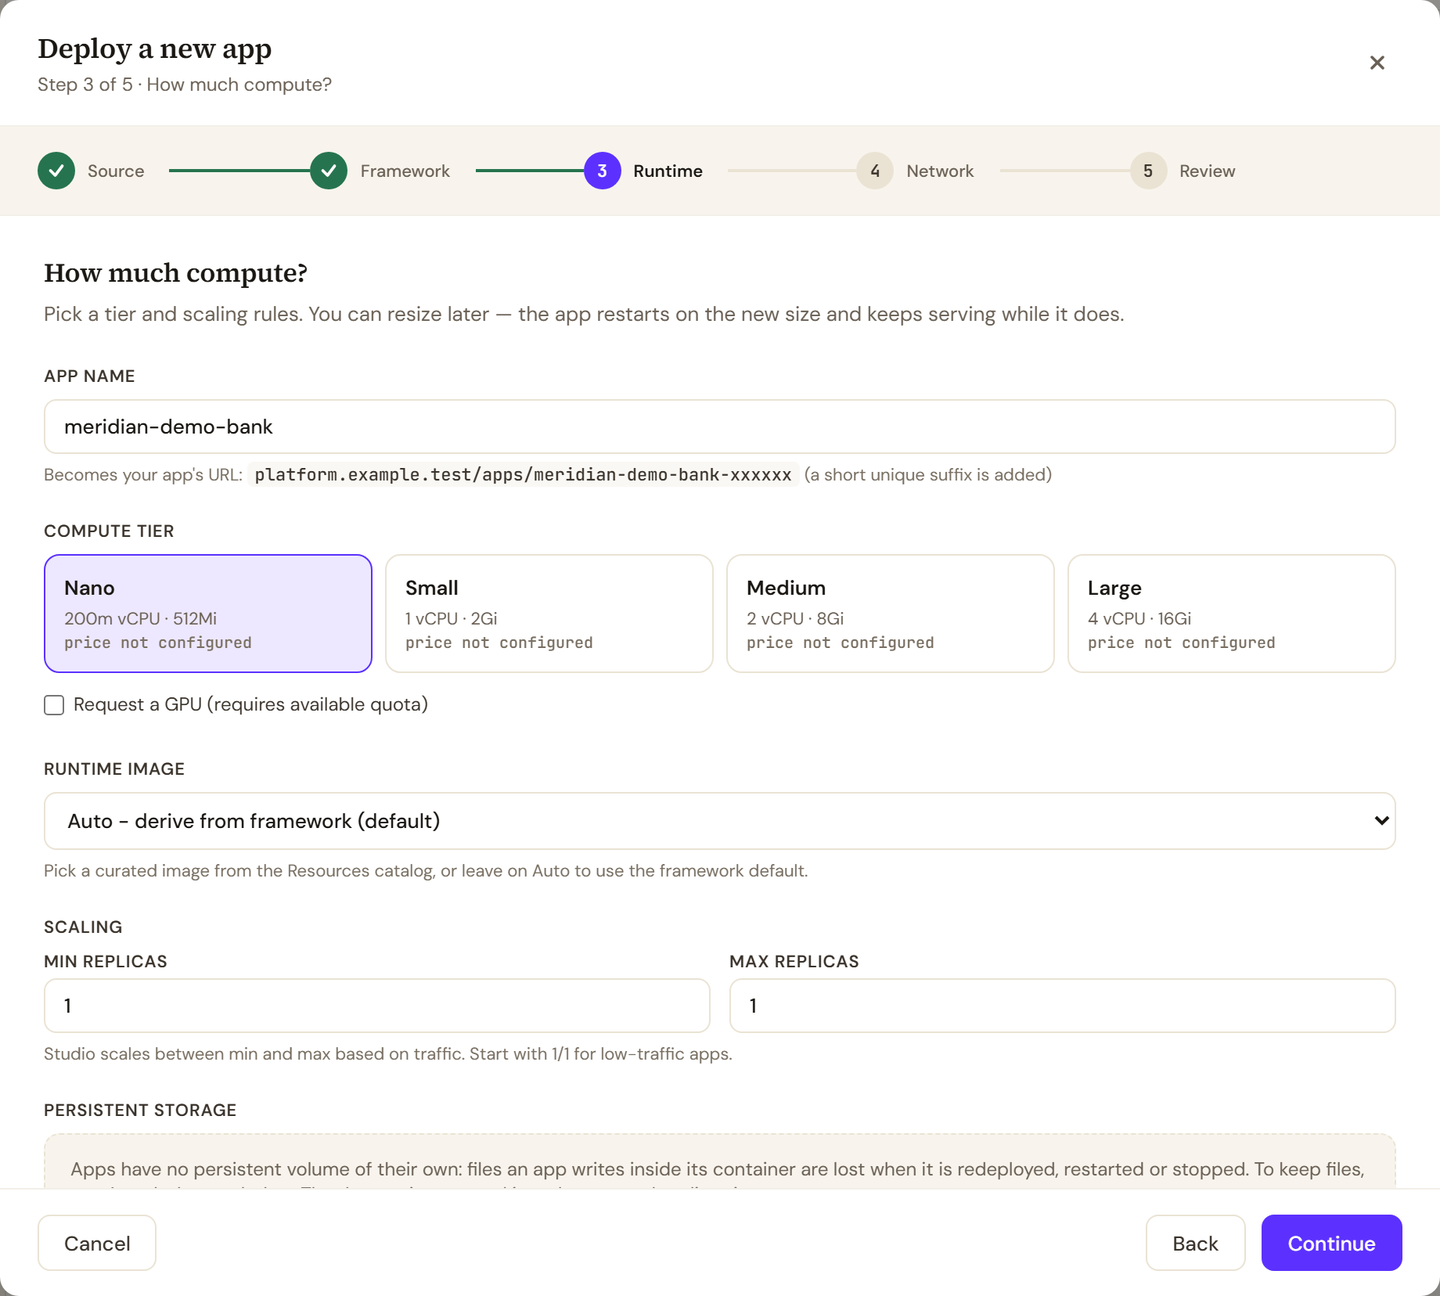 Deploy a new app
Step 3 of 5 · How much compute?
Source
Framework
3 Runtime
4 Network
5 Review
How much compute?
Pick a tier and scaling rules. You can resize later — the app restarts on the new size and keeps serving while it does.
APP NAME
meridian-demo-bank
Becomes your app's URL: platform.example.test/apps/meridian-demo-bank-xxxxxx (a short unique suffix is added)
COMPUTE TIER
Nano
200m vCPU · 512Mi
price not configured
Small
1 vCPU · 2Gi
price not configured
Medium
2 vCPU · 8Gi
price not configured
Large
4 vCPU · 16Gi
price not configured
Request a GPU (requires available quota)
RUNTIME IMAGE
Auto - derive from framework (default)
Pick a curated image from the Resources catalog, or leave on Auto to use the framework default.
SCALING
MIN REPLICAS
1
MAX REPLICAS
1
Studio scales between min and max based on traffic. Start with 1/1 for low-traffic apps.
PERSISTENT STORAGE
Apps have no persistent volume of their own: files an app writes inside its container are lost when it is redeployed, restarted or stopped. To keep files,
Cancel
Back
Continue